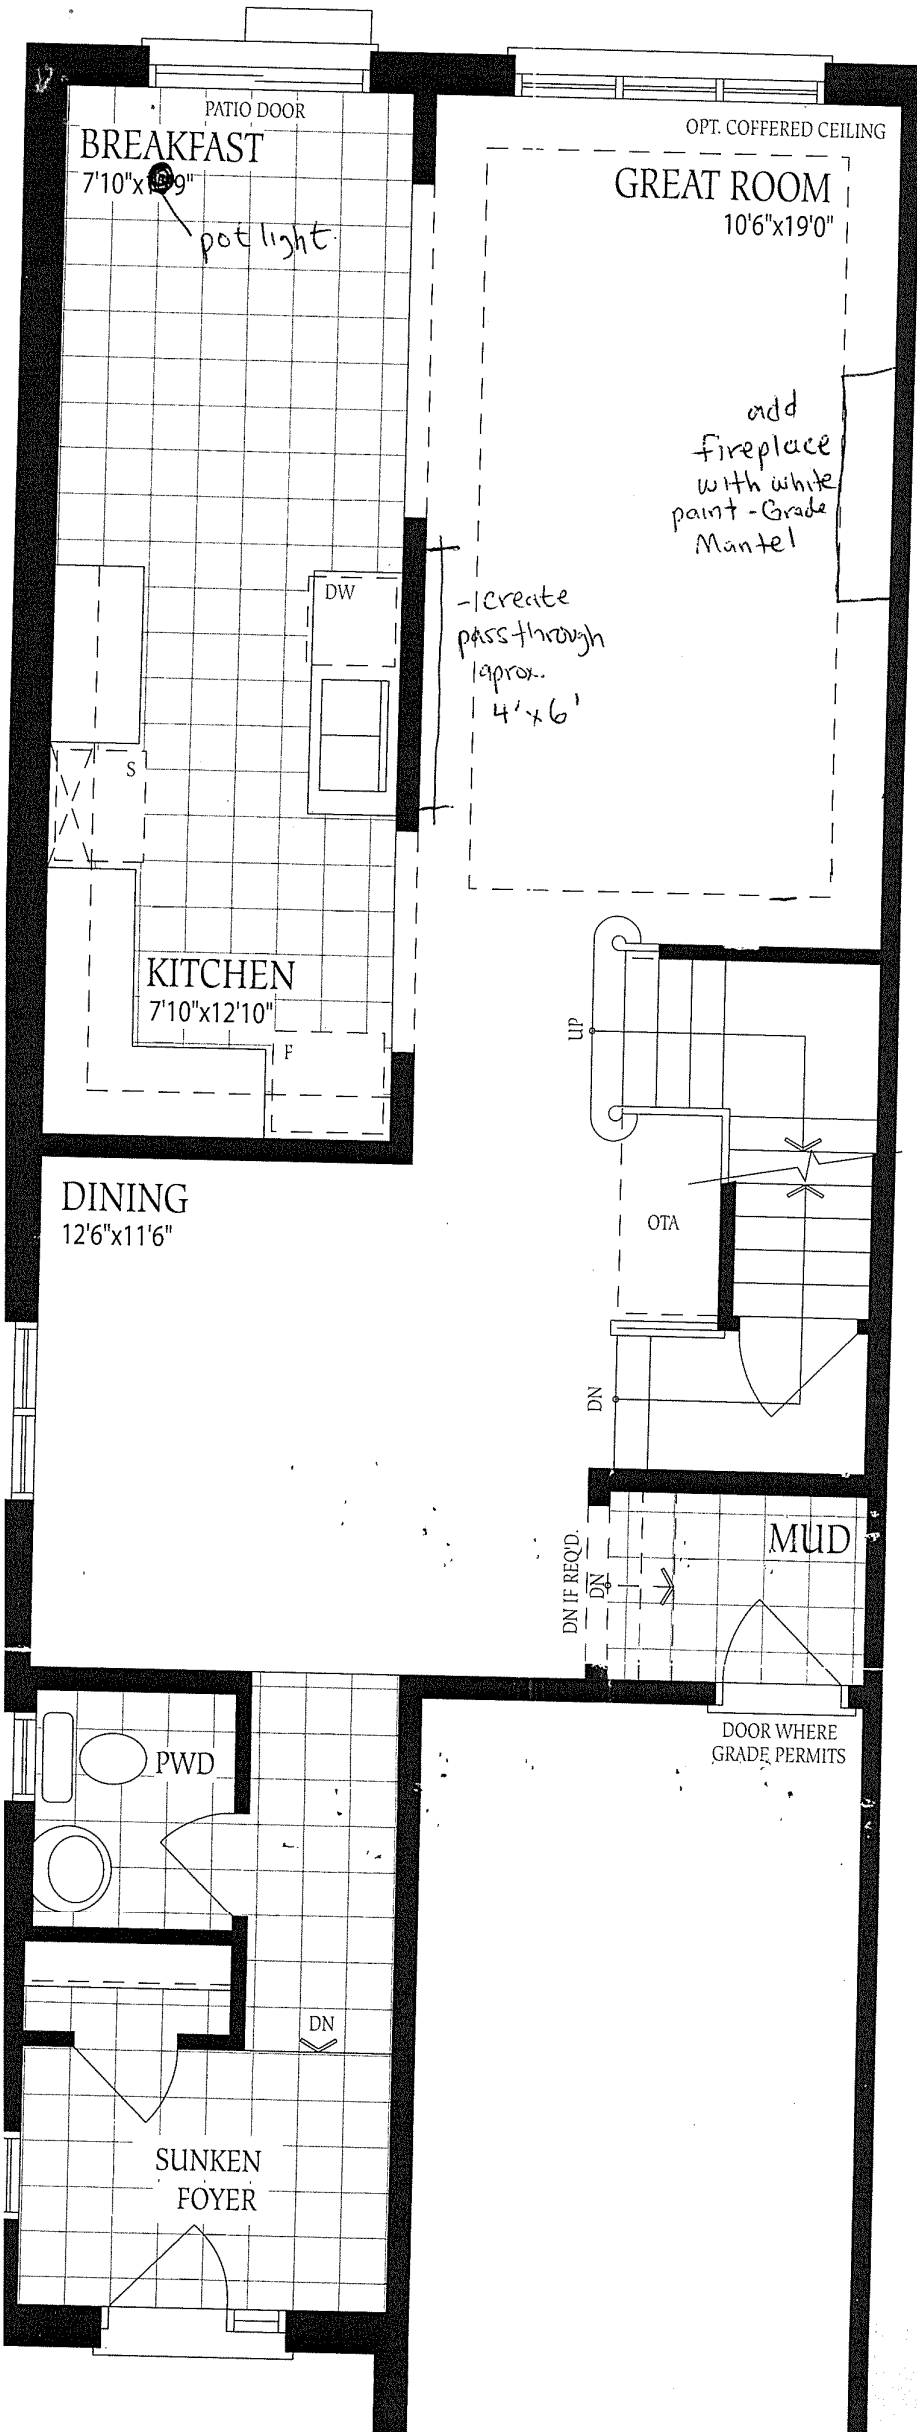 PATIO DOOR
BREAKFAST
7'10"x 9"
pot light.
OPT. COFFERED CEILING
GREAT ROOM
10'6"x19'0"
add
fireplace
with white
paint - Grade
Mantel
DW
- create
pass through
aprox.
4' x 6'
S
KITCHEN
7'10"x12'10"
F
UP
DINING
12'6"x11'6"
OTA
DN
MUD
DN IF REQ'D.
DN
DOOR WHERE
GRADE PERMITS
PWD
DN
SUNKEN
FOYER